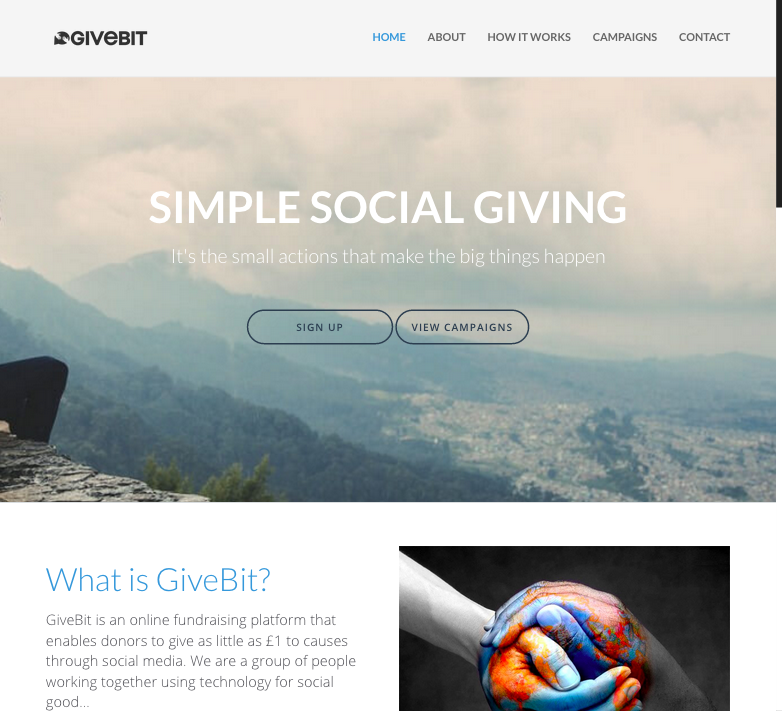 GIVEBIT
HOME ABOUT HOW IT WORKS CAMPAIGNS CONTACT
SIMPLE SOCIAL GIVING
It's the small actions that make the big things happen
SIGN UP VIEW CAMPAIGNS
What is GiveBit?
GiveBit is an online fundraising platform that
enables donors to give as little as £1 to causes
through social media. We are a group of people
working together using technology for social
good...